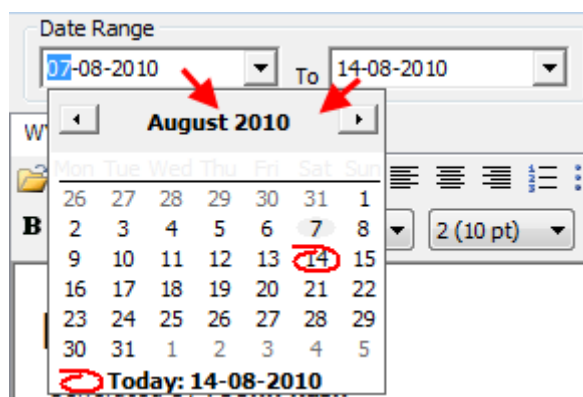 Date Range
07-08-2010 To 14-08-2010
August 2010
Mon Tue Wed Thu Fri Sat Sun
26 27 28 29 30 31 1
2 3 4 5 6 7 8
9 10 11 12 13 14 15
16 17 18 19 20 21 22
B 2 (10 pt)
23 24 25 26 27 28 29
30 31 1 2 3 4 5
Today: 14-08-2010